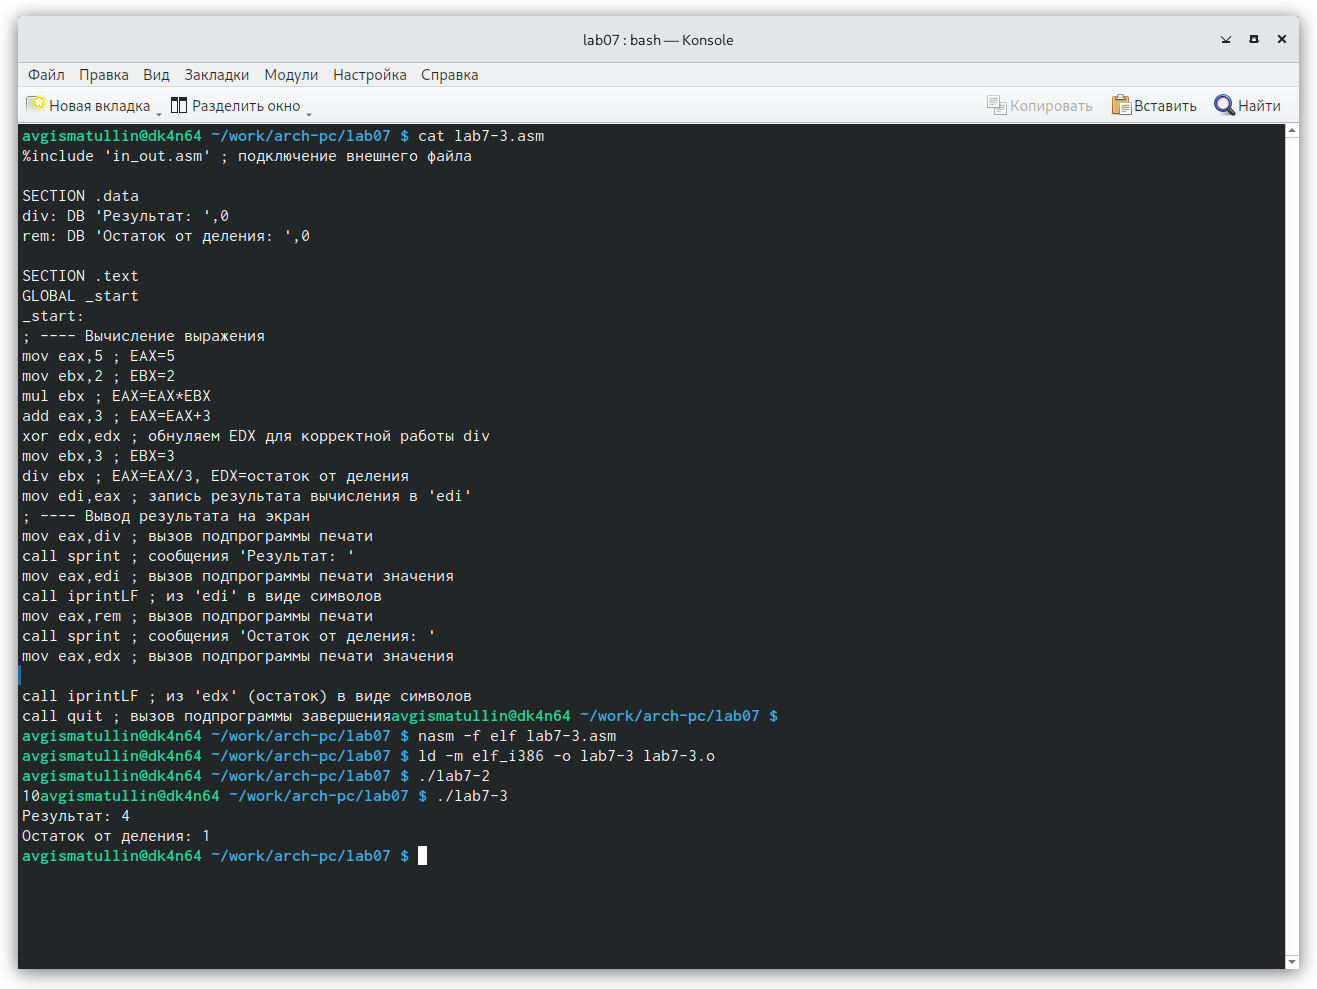 lab07 : bash — Konsole
Файл Правка Вид Закладки Модули Настройка Справка
Новая вкладка Разделить окно Копировать Вставить Найти
avgismatullin@dk4n64 ~/work/arch-pc/lab07 $ cat lab7-3.asm
%include 'in_out.asm' ; подключение внешнего файла
SECTION .data
div: DB 'Результат: ',0
rem: DB 'Остаток от деления: ',0
SECTION .text
GLOBAL _start
_start:
; ---- Вычисление выражения
mov eax,5 ; EAX=5
mov ebx,2 ; EBX=2
mul ebx ; EAX=EAX*EBX
add eax,3 ; EAX=EAX+3
xor edx,edx ; обнуляем EDX для корректной работы div
mov ebx,3 ; EBX=3
div ebx ; EAX=EAX/3, EDX=остаток от деления
mov edi,eax ; запись результата вычисления в 'edi'
; ---- Вывод результата на экран
mov eax,div ; вызов подпрограммы печати
call sprint ; сообщения 'Результат: '
mov eax,edi ; вызов подпрограммы печати значения
call iprintLF ; из 'edi' в виде символов
mov eax,rem ; вызов подпрограммы печати
call sprint ; сообщения 'Остаток от деления: '
mov eax,edx ; вызов подпрограммы печати значения
call iprintLF ; из 'edx' (остаток) в виде символов
call quit ; вызов подпрограммы завершенияavgismatullin@dk4n64 ~/work/arch-pc/lab07 $
avgismatullin@dk4n64 ~/work/arch-pc/lab07 $ nasm -f elf lab7-3.asm
avgismatullin@dk4n64 ~/work/arch-pc/lab07 $ ld -m elf_i386 -o lab7-3 lab7-3.o
avgismatullin@dk4n64 ~/work/arch-pc/lab07 $ ./lab7-2
10avgismatullin@dk4n64 ~/work/arch-pc/lab07 $ ./lab7-3
Результат: 4
Остаток от деления: 1
avgismatullin@dk4n64 ~/work/arch-pc/lab07 $